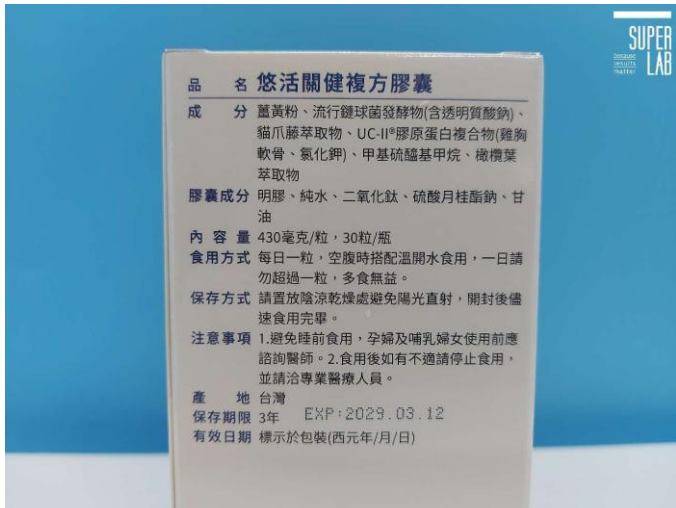 SUPER
because
results
matter
LAB
品名 悠活關健複方膠囊
成分 薑黃粉、流行鏈球菌發酵物(含透明質酸鈉)、
貓爪藤萃取物、UC-II®膠原蛋白複合物(雞胸
軟骨、氯化鉀)、甲基硫醯基甲烷、橄欖葉
萃取物
膠囊成分 明膠、純水、二氧化鈦、硫酸月桂酯鈉、甘
油
內容量 430毫克/粒，30粒/瓶
食用方式 每日一粒，空腹時搭配溫開水食用，一日請
勿超過一粒，多食無益。
保存方式 請置放陰涼乾燥處避免陽光直射，開封後儘
速食用完畢。
注意事項 1.避免睡前食用，孕婦及哺乳婦女使用前應
諮詢醫師。2.食用後如有不適請停止食用，
並請洽專業醫療人員。
產地 台灣
保存期限 3年 EXP:2029.03.12
有效日期 標示於包裝(西元年/月/日)